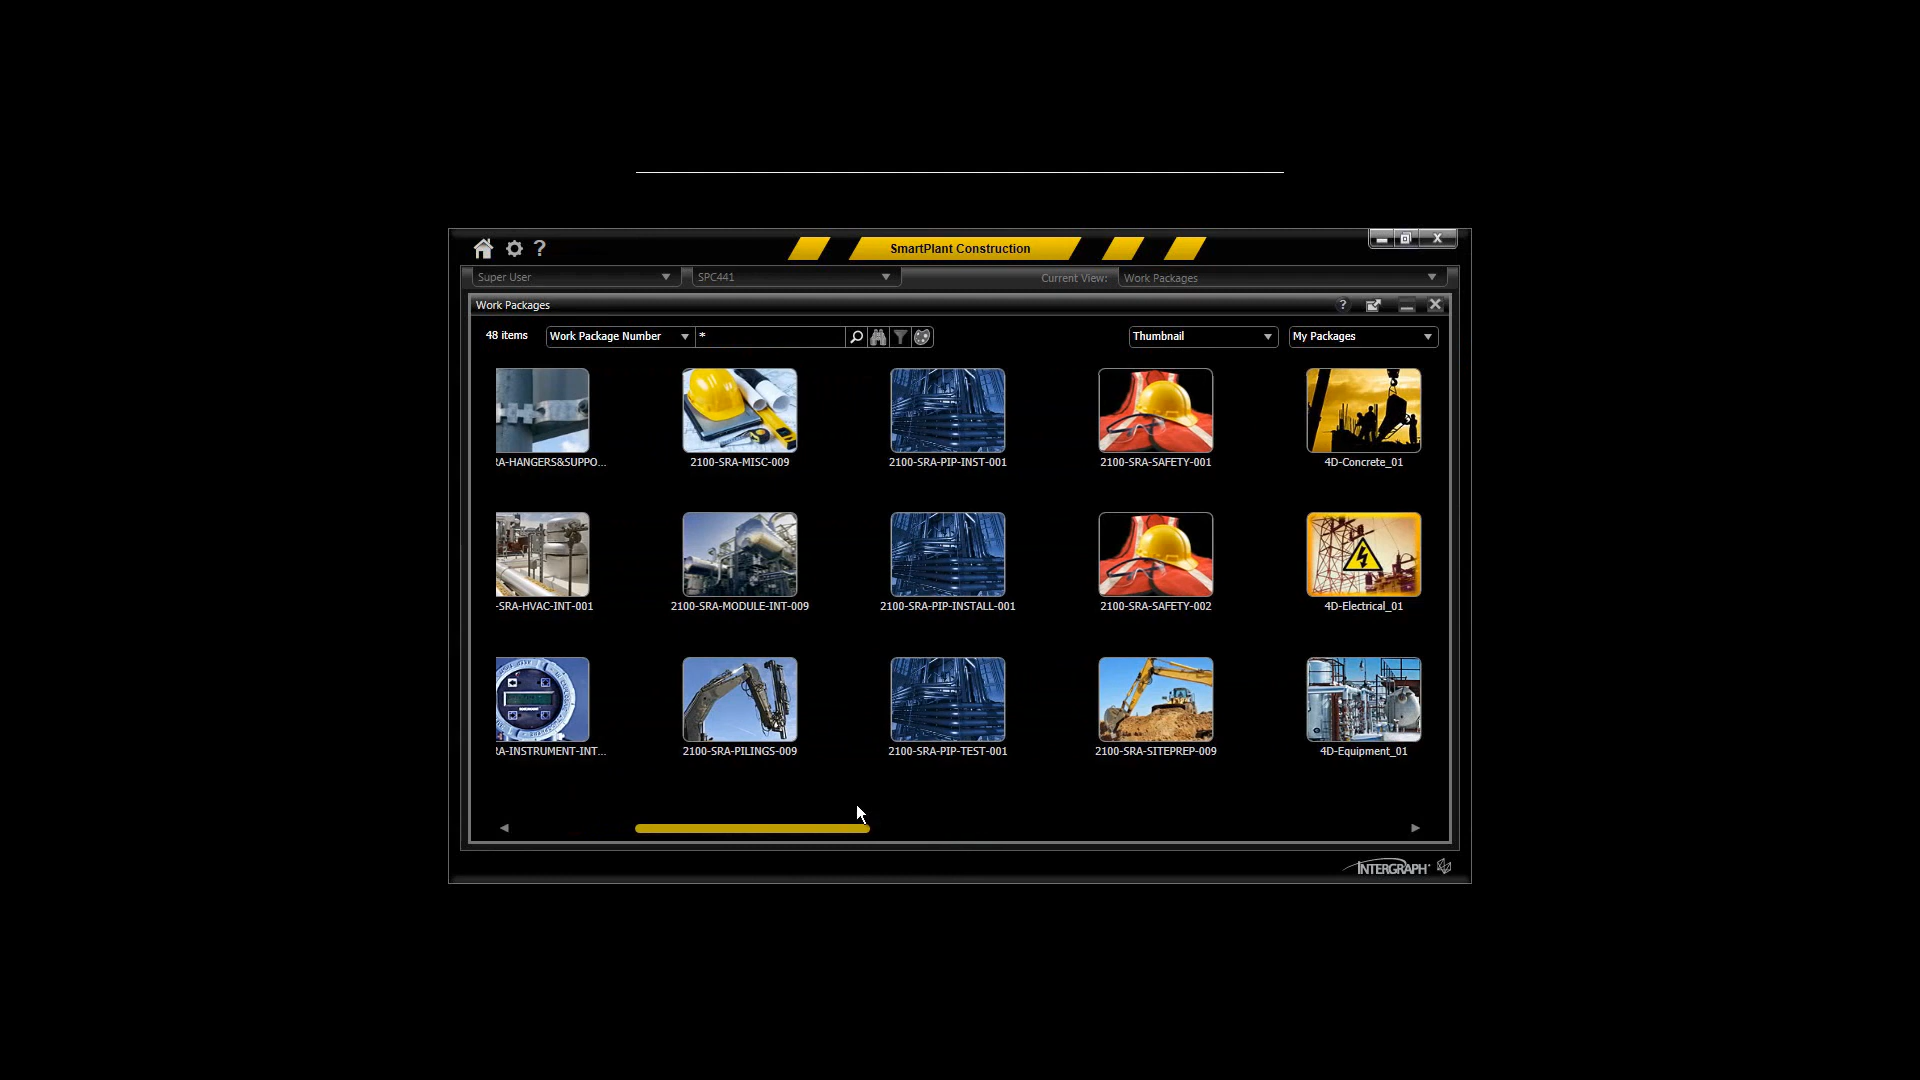 SmartPlant Construction
?
X
Super User
SPC441
Current View:
Work Packages
Work Packages
?
48 items
Work Package Number
*
Thumbnail
My Packages
RA-HANGERS&SUPPO...
2100-SRA-MISC-009
2100-SRA-PIP-INST-001
2100-SRA-SAFETY-001
4D-Concrete_01
-SRA-HVAC-INT-001
2100-SRA-MODULE-INT-009
2100-SRA-PIP-INSTALL-001
2100-SRA-SAFETY-002
4D-Electrical_01
RA-INSTRUMENT-INT...
2100-SRA-PILINGS-009
2100-SRA-PIP-TEST-001
2100-SRA-SITEPREP-009
4D-Equipment_01
INTERGRAPH